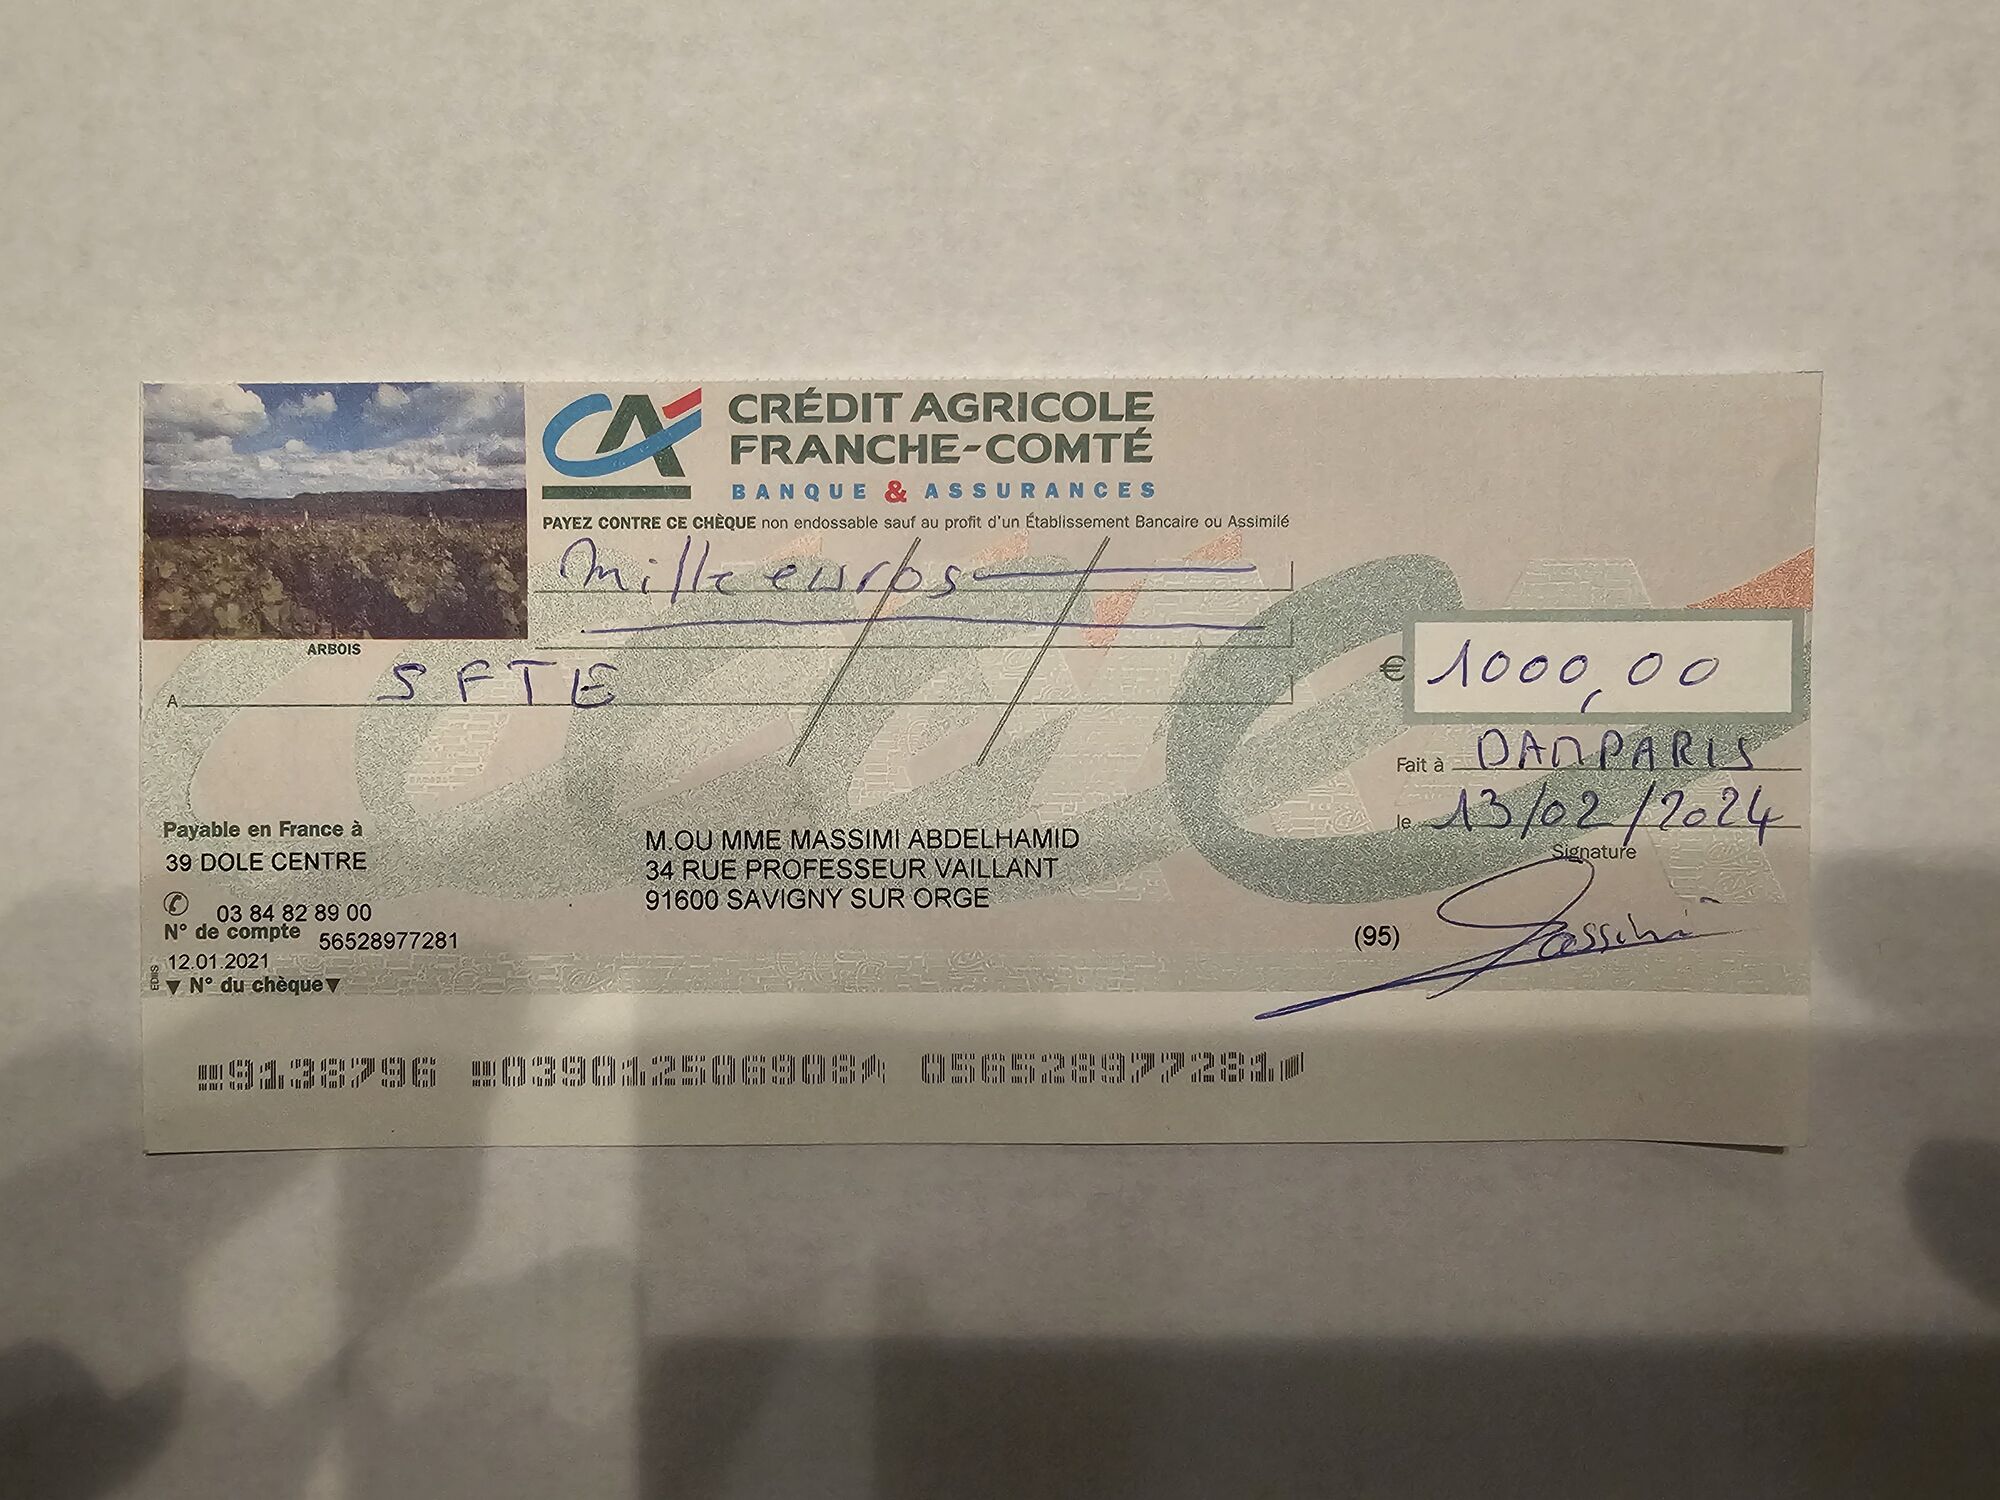 CRÉDIT AGRICOLE
FRANCHE-COMTÉ
BANQUE & ASSURANCES
PAYEZ CONTRE CE CHÈQUE non endossable sauf au profit d'un Établissement Bancaire ou Assimilé
Mille euros
ARBOIS
A SFTE
€ 1000,00
Fait à DAMPARIS
le 13/02/2024
Signature
Payable en France à
39 DOLE CENTRE
03 84 82 89 00
N° de compte 56528977281
12.01.2021
EDIIS
N° du chèque
M.OU MME MASSIMI ABDELHAMID
34 RUE PROFESSEUR VAILLANT
91600 SAVIGNY SUR ORGE
(95)
Massimi
9138796 039012506908 056528977281